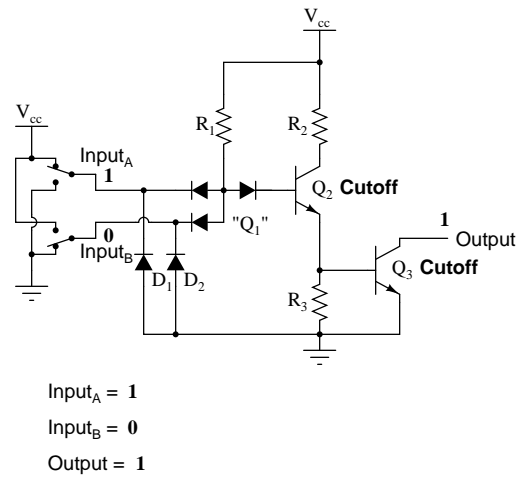 Vcc
R1
R2
Vcc
InputA
1
Q2 Cutoff
"Q1"
0
InputB
1
Output
D1
D2
Q3 Cutoff
R3
InputA = 1
InputB = 0
Output = 1